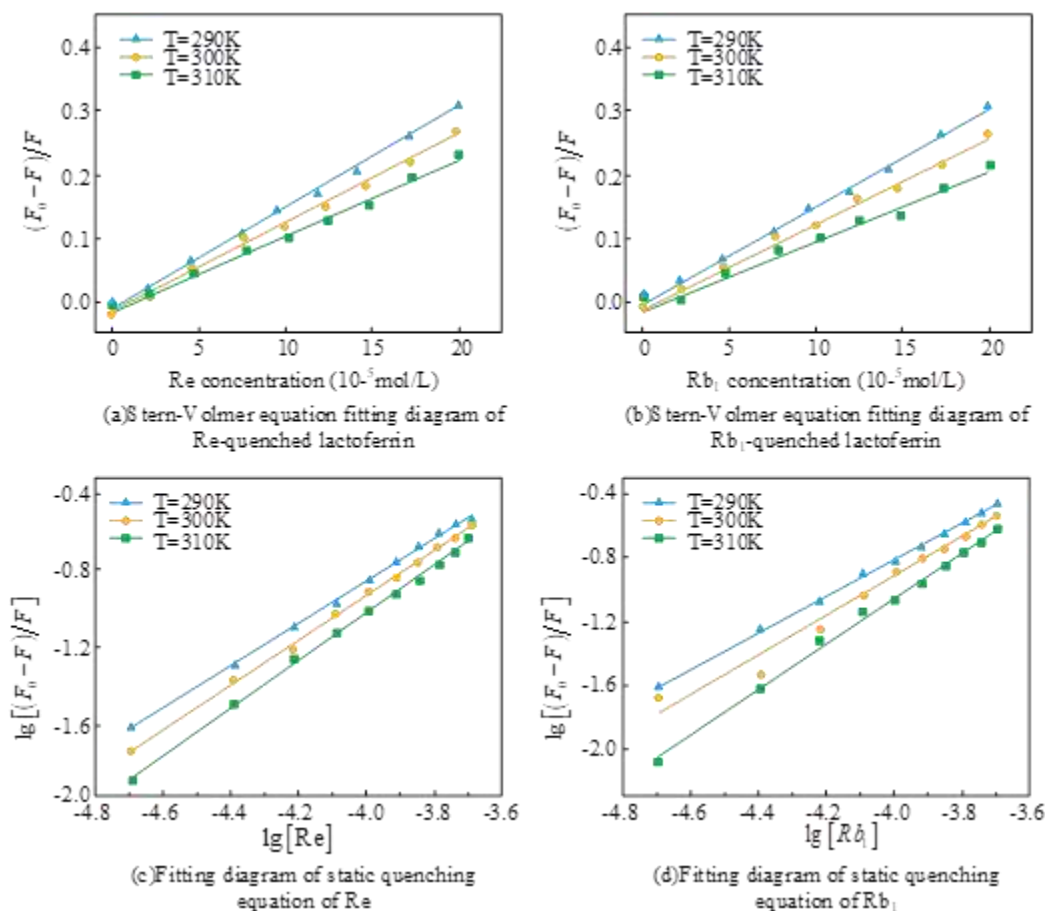 0.4
0.3
0.2
0.1
0.0
(F₀ − F)/F
T=290K
T=300K
T=310K
0 5 10 15 20
Re concentration (10-⁵mol/L)
(a)Stern-Volmer equation fitting diagram of
Re-quenched lactoferrin
0.4
0.3
0.2
0.1
0.0
(F₀ − F)/F
T=290K
T=300K
T=310K
0 5 10 15 20
Rb₁ concentration (10-⁵mol/L)
(b)Stern-Volmer equation fitting diagram of
Rb₁-quenched lactoferrin
-0.4
-0.8
-1.2
-1.6
-2.0
lg[(F₀ − F)/F]
T=290K
T=300K
T=310K
-4.8 -4.6 -4.4 -4.2 -4.0 -3.8 -3.6
lg[Re]
(c)Fitting diagram of static quenching
equation of Re
-0.4
-0.8
-1.2
-1.6
-2.0
lg[(F₀ − F)/F]
T=290K
T=300K
T=310K
-4.8 -4.6 -4.4 -4.2 -4.0 -3.8 -3.6
lg[Rb₁]
(d)Fitting diagram of static quenching
equation of Rb₁